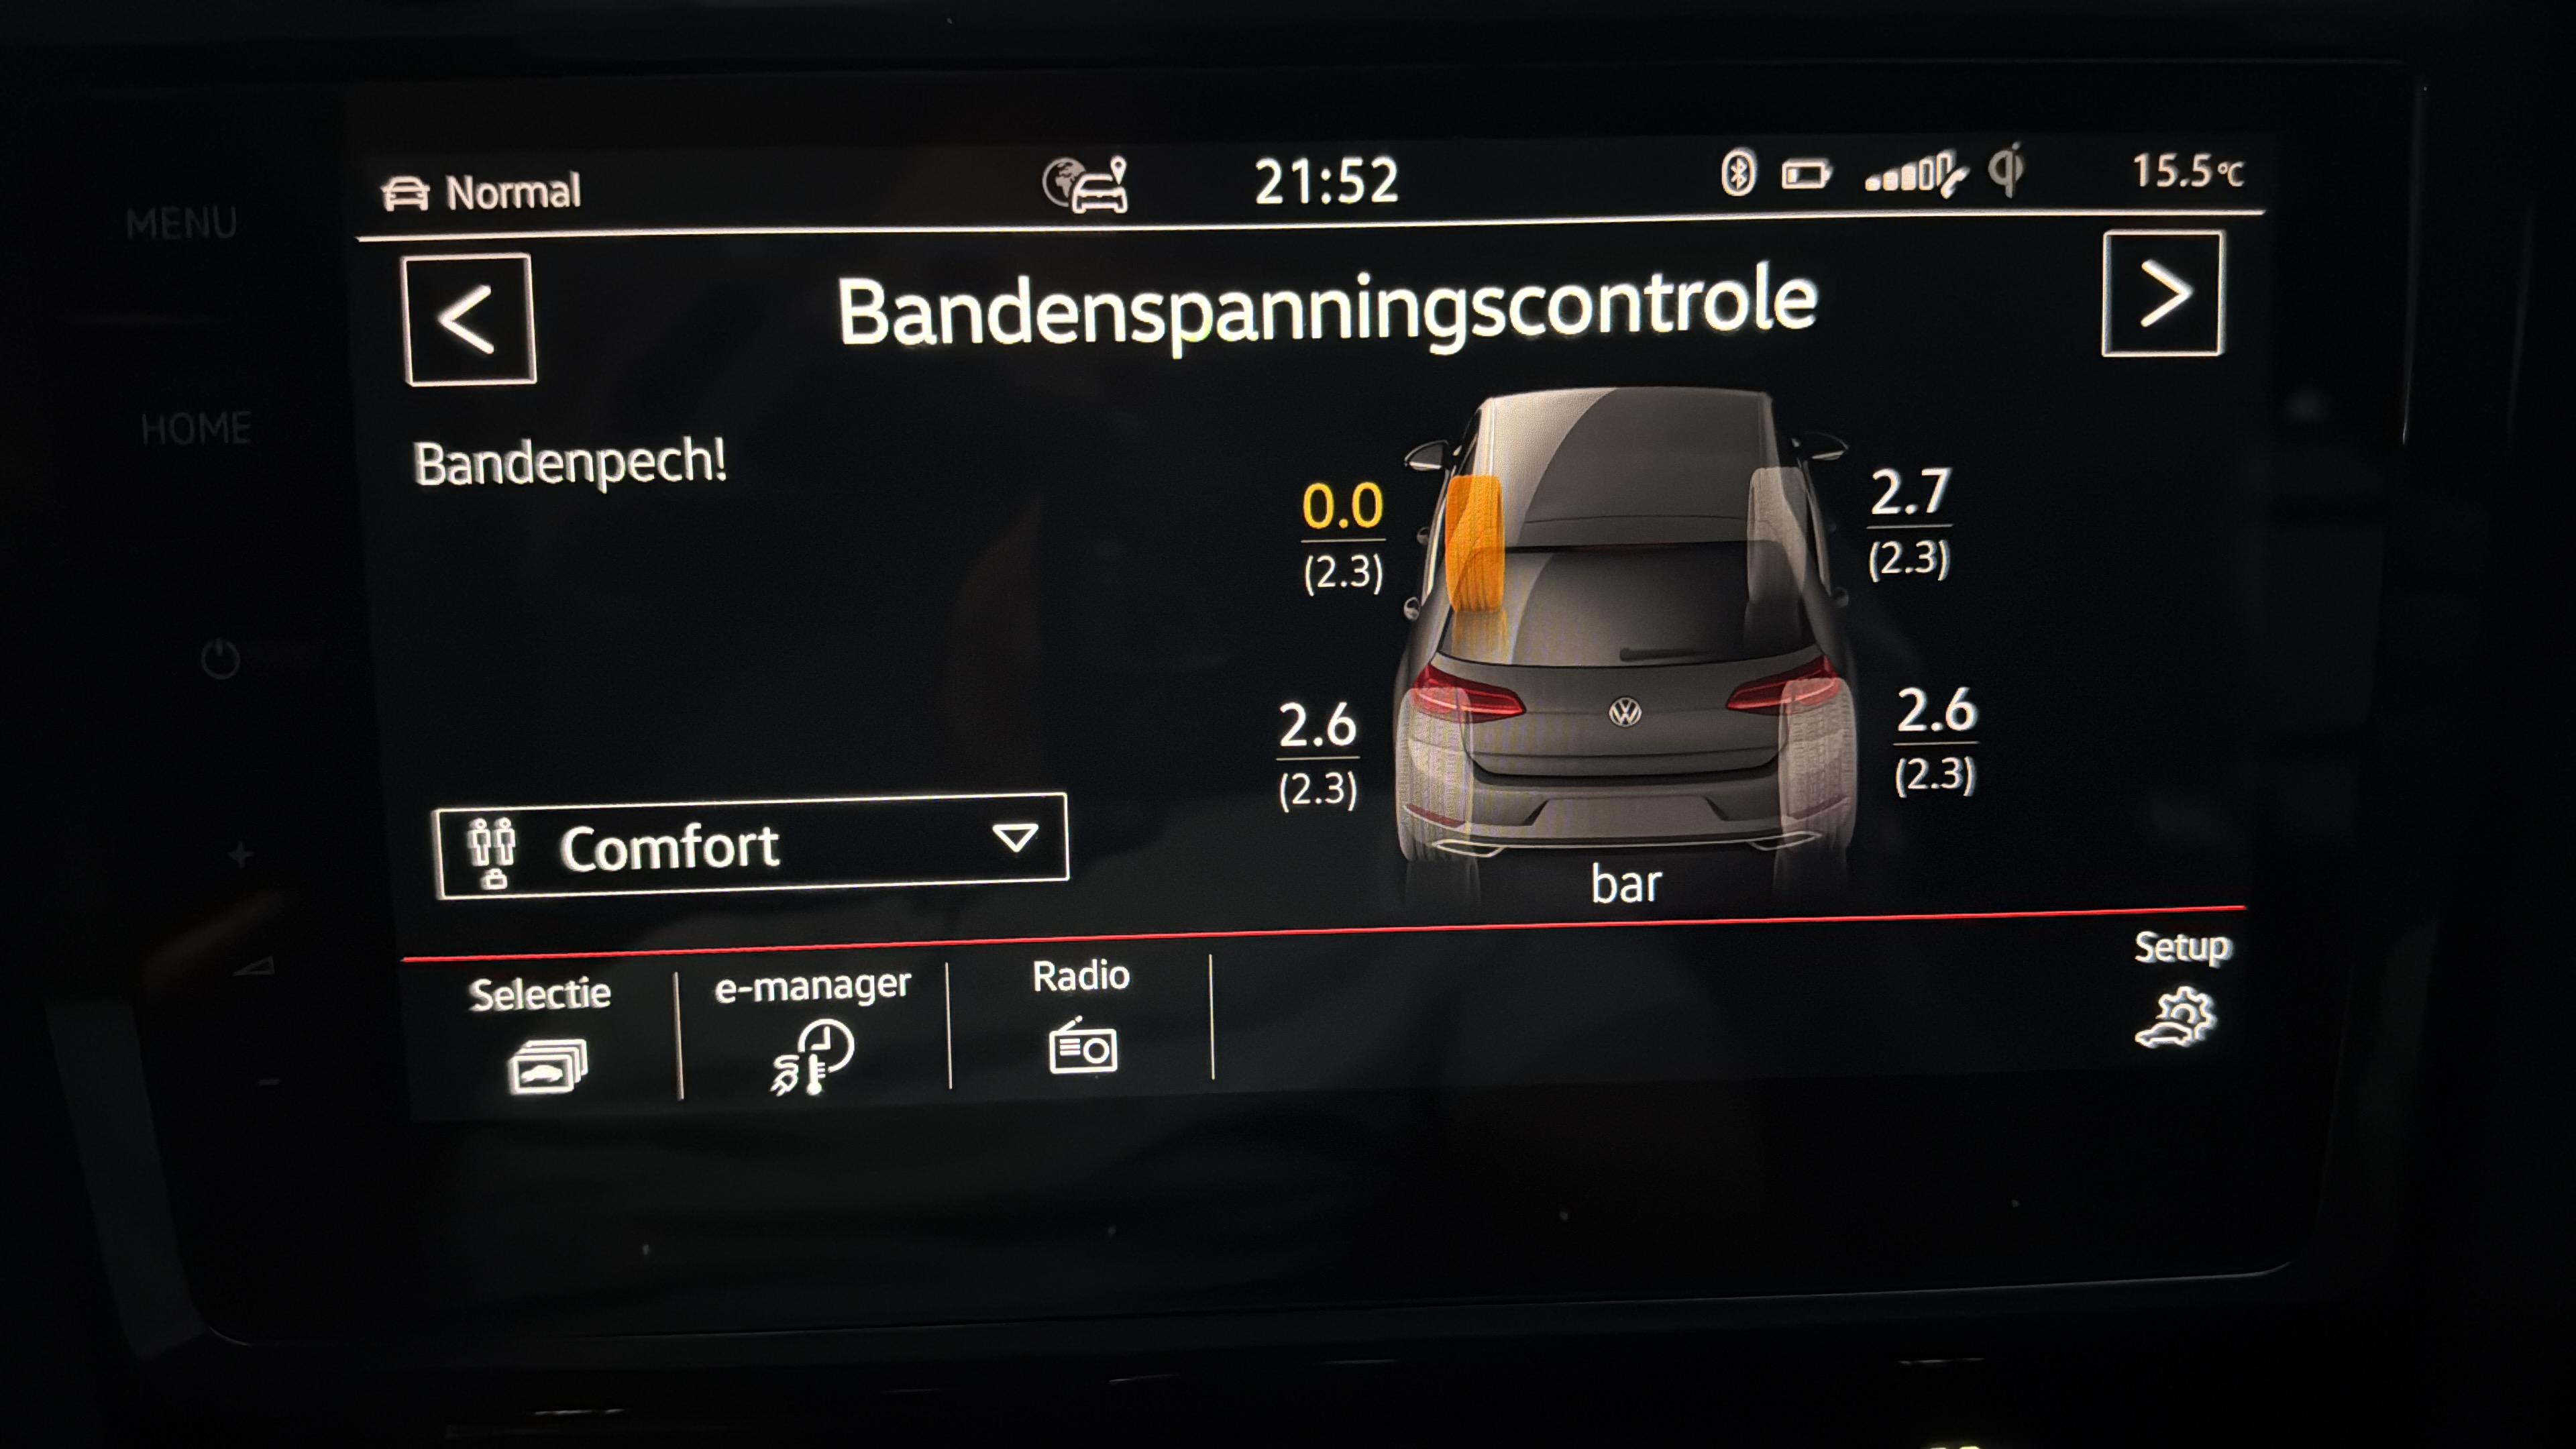 MENU
HOME
Normal
21:52
15.5°C
Bandenspanningscontrole
Bandenpech!
0.0
(2.3)
2.7
(2.3)
2.6
(2.3)
2.6
(2.3)
bar
Comfort
Selectie
e-manager
Radio
Setup